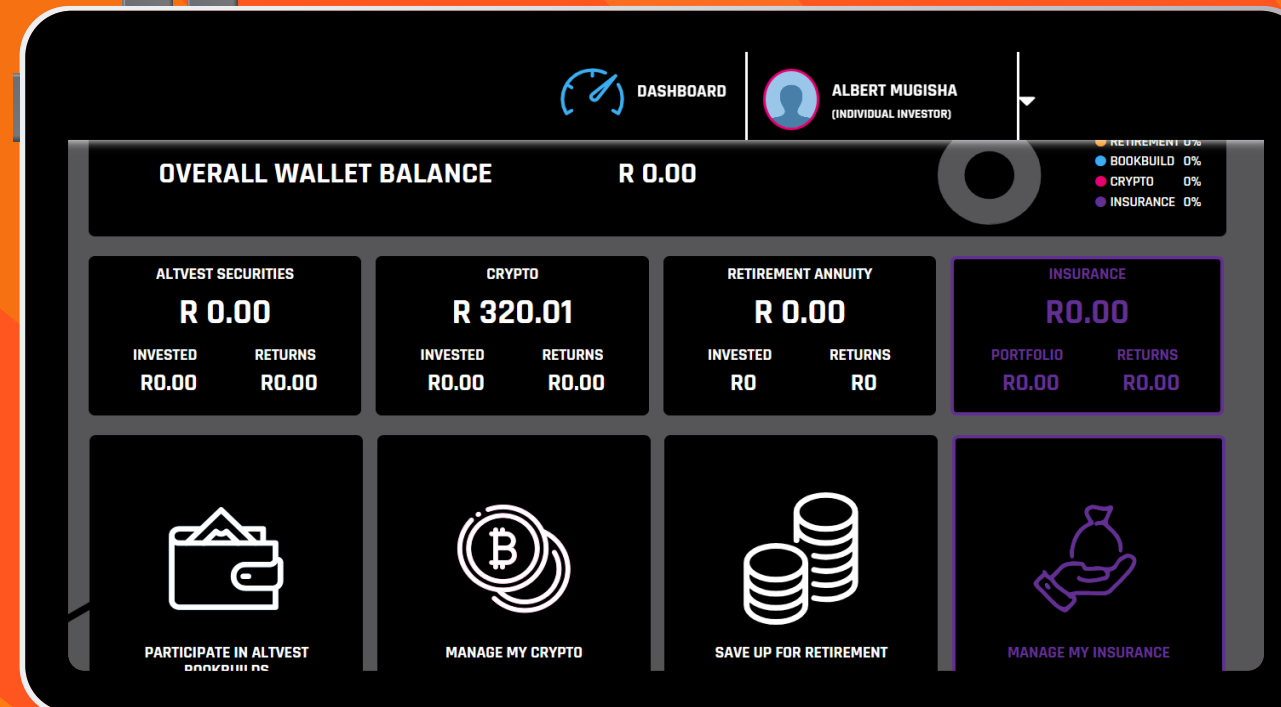 DASHBOARD
ALBERT MUGISHA
(INDIVIDUAL INVESTOR)
RETIREMENT 0%
OVERALL WALLET BALANCE R 0.00
BOOKBUILD 0%
CRYPTO 0%
INSURANCE 0%
ALTVEST SECURITIES
R 0.00
INVESTED RETURNS
R0.00 R0.00
CRYPTO
R 320.01
INVESTED RETURNS
R0.00 R0.00
RETIREMENT ANNUITY
R 0.00
INVESTED RETURNS
R0 R0
INSURANCE
R0.00
PORTFOLIO RETURNS
R0.00 R0.00
PARTICIPATE IN ALTVEST
BOOKBUILDS
MANAGE MY CRYPTO
SAVE UP FOR RETIREMENT
MANAGE MY INSURANCE